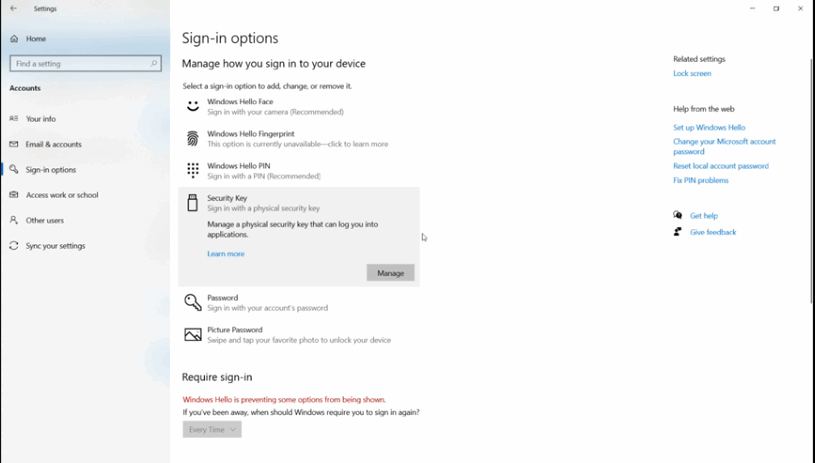 Settings
Home
Find a setting
Accounts
Your info
Email & accounts
Sign-in options
Access work or school
Other users
Sync your settings
Sign-in options
Manage how you sign in to your device
Select a sign-in option to add, change, or remove it.
Windows Hello Face
Sign in with your camera (Recommended)
Windows Hello Fingerprint
This option is currently unavailable—click to learn more
Windows Hello PIN
Sign in with a PIN (Recommended)
Security Key
Sign in with a physical security key
Manage a physical security key that can log you into
applications.
Learn more
Manage
Password
Sign in with your account's password
Picture Password
Swipe and tap your favorite photo to unlock your device
Require sign-in
Windows Hello is preventing some options from being shown.
If you've been away, when should Windows require you to sign in again?
Every Time
Related settings
Lock screen
Help from the web
Set up Windows Hello
Change your Microsoft account
password
Reset local account password
Fix PIN problems
Get help
Give feedback